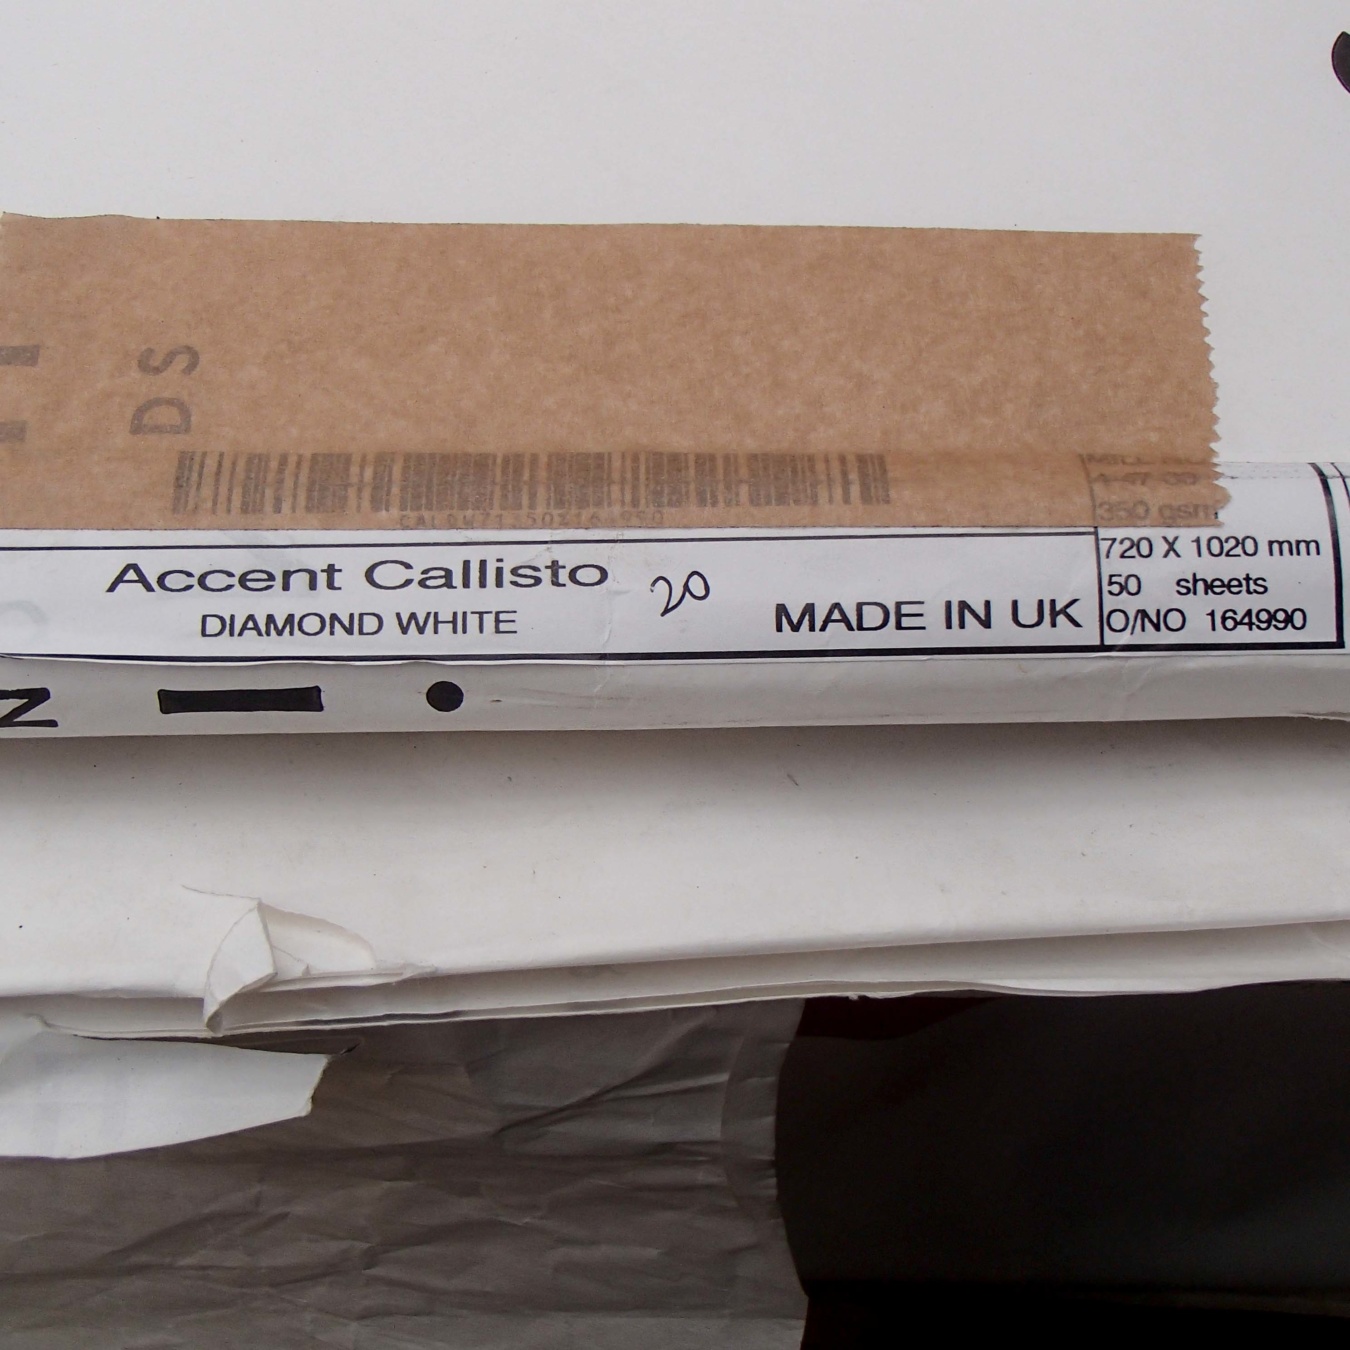 DS
350 gsm
720 X 1020 mm
Accent Callisto
20
50 sheets
DIAMOND WHITE
MADE IN UK
O/NO 164990
N